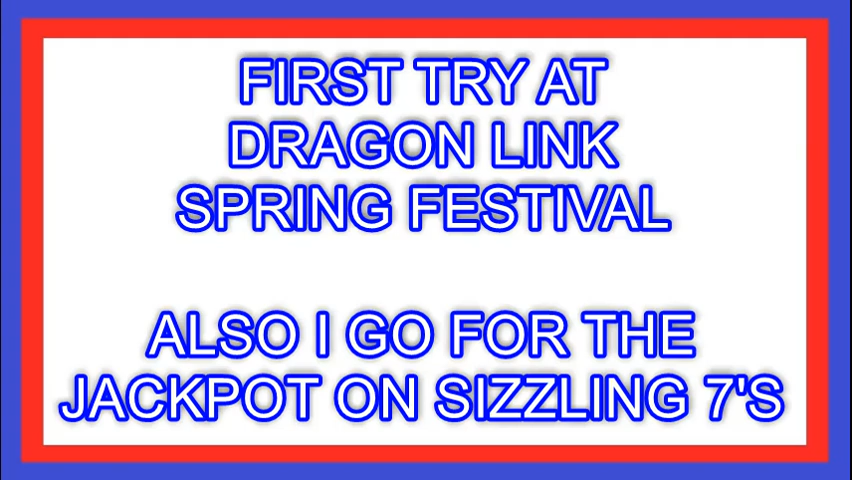 FIRST TRY AT
DRAGON LINK
SPRING FESTIVAL
ALSO I GO FOR THE
JACKPOT ON SIZZLING 7'S